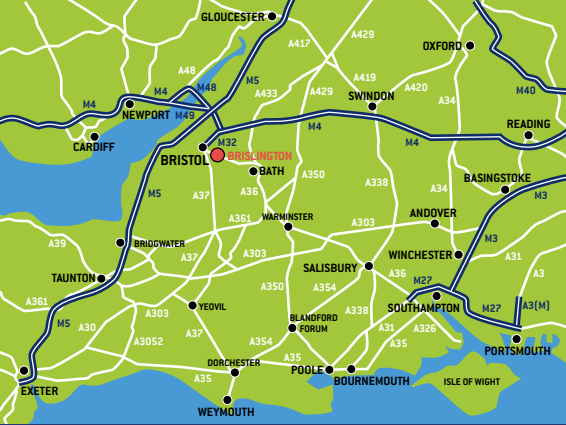 GLOUCESTER
A417
A429
OXFORD
A48
M5
A419
A433
A429
A420
M40
M4
M48
SWINDON
A34
M4
NEWPORT
M49
M4
READING
CARDIFF
M32
M4
BRISTOL
BRISLINGTON
BATH
A350
A338
A34
BASINGSTOKE
M5
A37
A36
M3
A361
WARMINSTER
A303
ANDOVER
A39
BRIDGWATER
A37
A303
WINCHESTER
M3
A31
TAUNTON
SALISBURY
A36
M27
A3
A361
A350
A354
YEOVIL
A303
A338
SOUTHAMPTON
M27
A3(M)
M5
A30
A3052
A37
BLANDFORD
FORUM
A31
A326
A354
A35
A35
PORTSMOUTH
DORCHESTER
POOLE
BOURNEMOUTH
ISLE OF WIGHT
EXETER
A35
WEYMOUTH